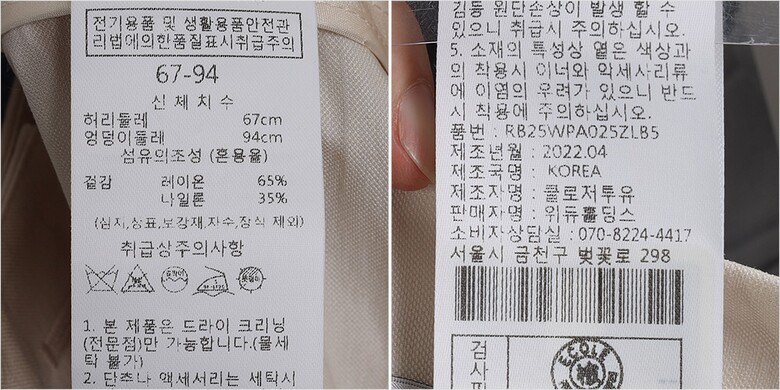 전기용품 및 생활용품안전관
리법에의한품질표시취급주의
67-94
신 체 치 수
허리둘레 67cm
엉덩이둘레 94cm
섬유의조성 (혼용율)
겉감 레이온 65%
나일론 35%
(심지,상표,보강재,자수,장식 제외)
취급상주의사항
1. 본 제품은 드라이 크리닝
(전문점)만 가능합니다.(물세
탁 불가)
2. 단추나 액세서리는 세탁시
김등 원단손상이 발생 할 수
있으니 취급시 주의하십시오.
5. 소재의 특성상 옅은 색상과
의 착용시 이너와 악세사리류
에 이염의 우려가 있으니 반드
시 착용에 주의하십시오.
품번 : RB25WPA025ZLB5
제조년월 : 2022.04
제조국명 : KOREA
제조자명 : 클로저투유
판매자명 : 위듀홀딩스
소비자상담실 : 070-8224-4417
서울시 금천구 벚꽃로 298
검
사
ECOLE